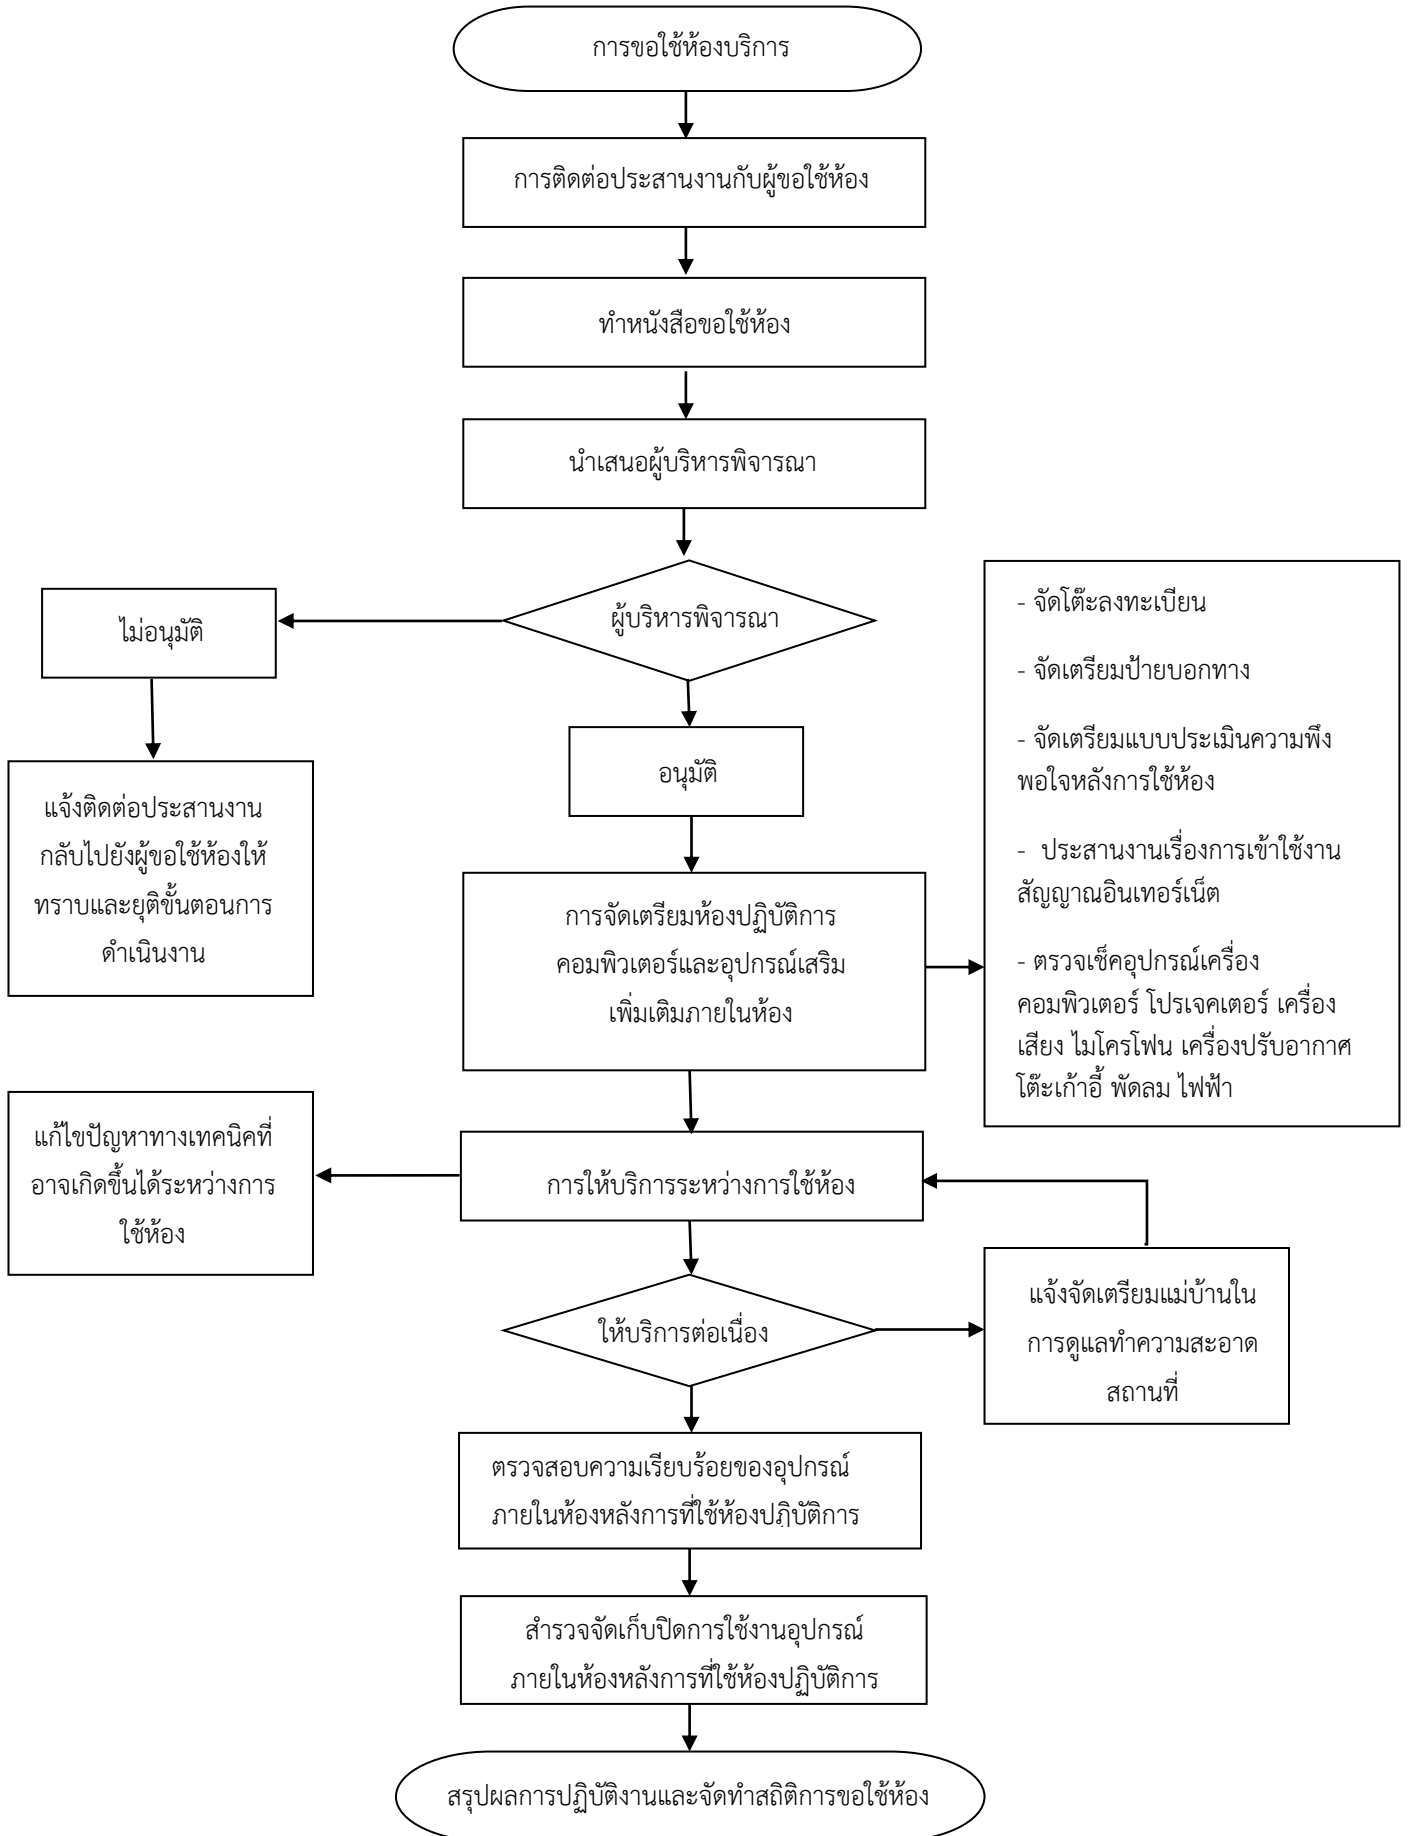 การขอใช้ห้องบริการ
การติดต่อประสานงานกับผู้ขอใช้ห้อง
ทำหนังสือขอใช้ห้อง
นำเสนอผู้บริหารพิจารณา
ผู้บริหารพิจารณา
ไม่อนุมัติ
แจ้งติดต่อประสานงาน
กลับไปยังผู้ขอใช้ห้องให้
ทราบและยุติขั้นตอนการ
ดำเนินงาน
อนุมัติ
การจัดเตรียมห้องปฏิบัติการ
คอมพิวเตอร์และอุปกรณ์เสริม
เพิ่มเติมภายในห้อง
- จัดโต๊ะลงทะเบียน
- จัดเตรียมป้ายบอกทาง
- จัดเตรียมแบบประเมินความพึง
พอใจหลังการใช้ห้อง
- ประสานงานเรื่องการเข้าใช้งาน
สัญญาณอินเทอร์เน็ต
- ตรวจเช็คอุปกรณ์เครื่อง
คอมพิวเตอร์ โปรเจคเตอร์ เครื่อง
เสียง ไมโครโฟน เครื่องปรับอากาศ
โต๊ะเก้าอี้ พัดลม ไฟฟ้า
การให้บริการระหว่างการใช้ห้อง
แก้ไขปัญหาทางเทคนิคที่
อาจเกิดขึ้นได้ระหว่างการ
ใช้ห้อง
ให้บริการต่อเนื่อง
แจ้งจัดเตรียมแม่บ้านใน
การดูแลทำความสะอาด
สถานที่
ตรวจสอบความเรียบร้อยของอุปกรณ์
ภายในห้องหลังการที่ใช้ห้องปฏิบัติการ
สำรวจจัดเก็บปิดการใช้งานอุปกรณ์
ภายในห้องหลังการที่ใช้ห้องปฏิบัติการ
สรุปผลการปฏิบัติงานและจัดทำสถิติการขอใช้ห้อง